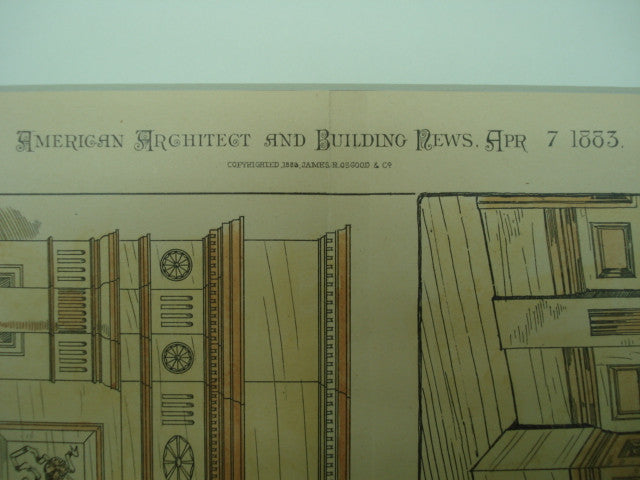 AMERICAN ARCHITECT AND BUILDING NEWS, APR 7 1883.
COPYRIGHTED, 1883, JAMES R. OSGOOD & CO